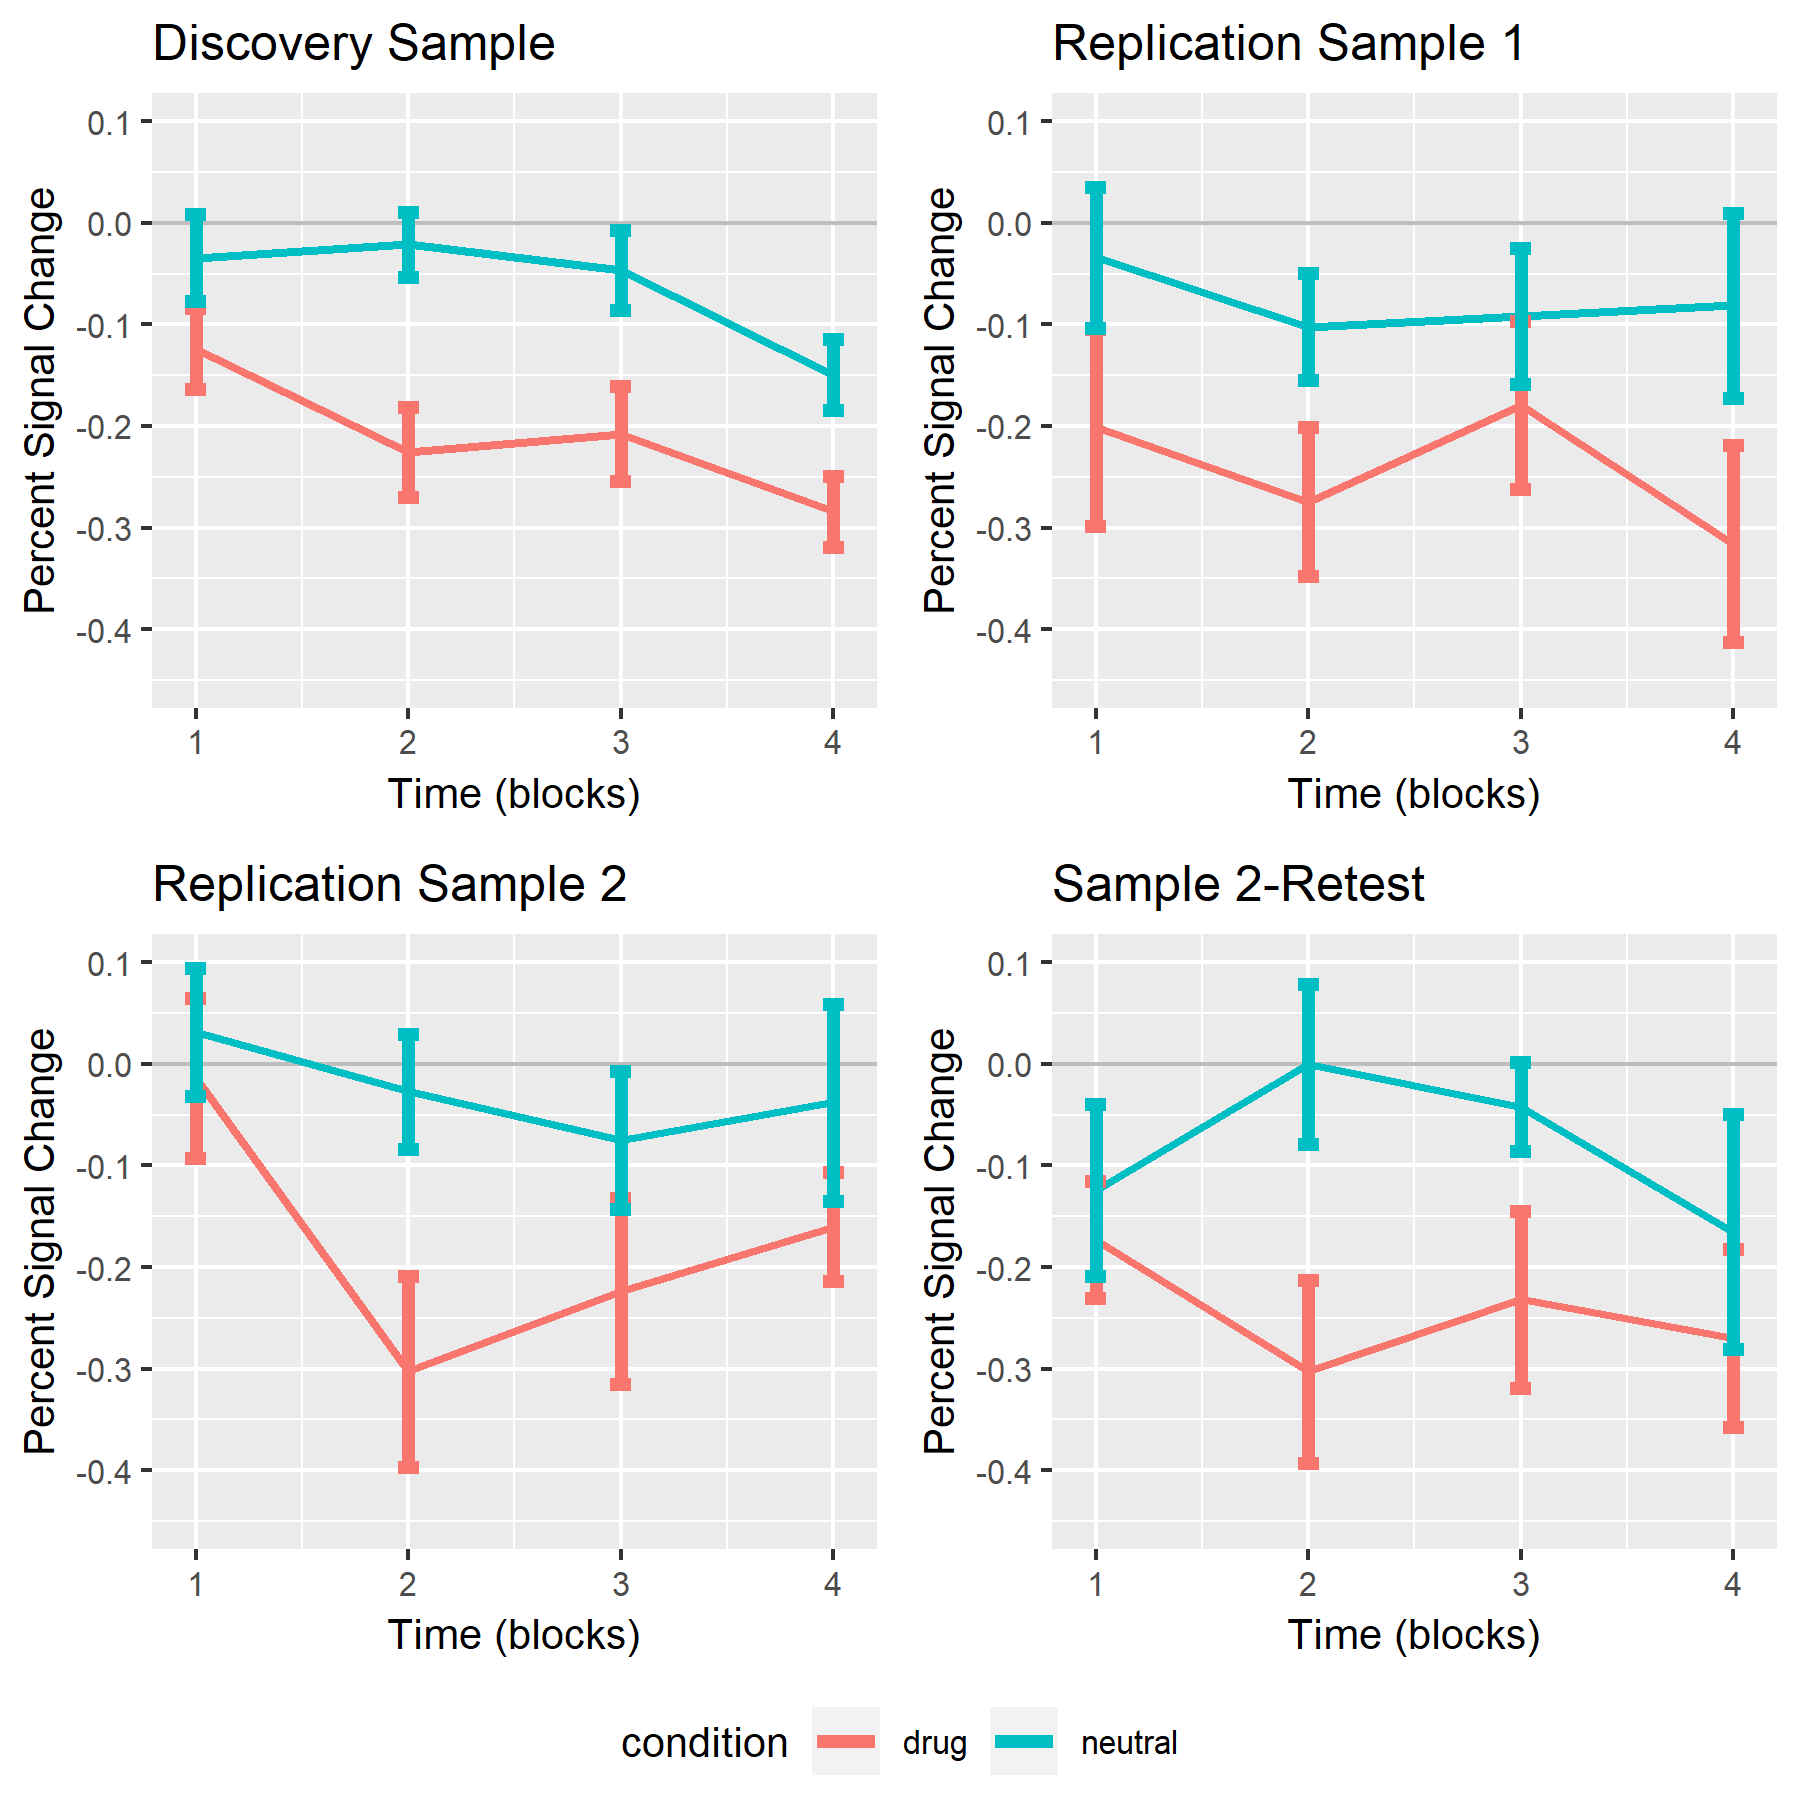 Discovery Sample
Percent Signal Change
0.1
0.0
-0.1
-0.2
-0.3
-0.4
1 2 3 4
Time (blocks)
Replication Sample 1
Percent Signal Change
0.1
0.0
-0.1
-0.2
-0.3
-0.4
1 2 3 4
Time (blocks)
Replication Sample 2
Percent Signal Change
0.1
0.0
-0.1
-0.2
-0.3
-0.4
1 2 3 4
Time (blocks)
Sample 2-Retest
Percent Signal Change
0.1
0.0
-0.1
-0.2
-0.3
-0.4
1 2 3 4
Time (blocks)
condition drug neutral